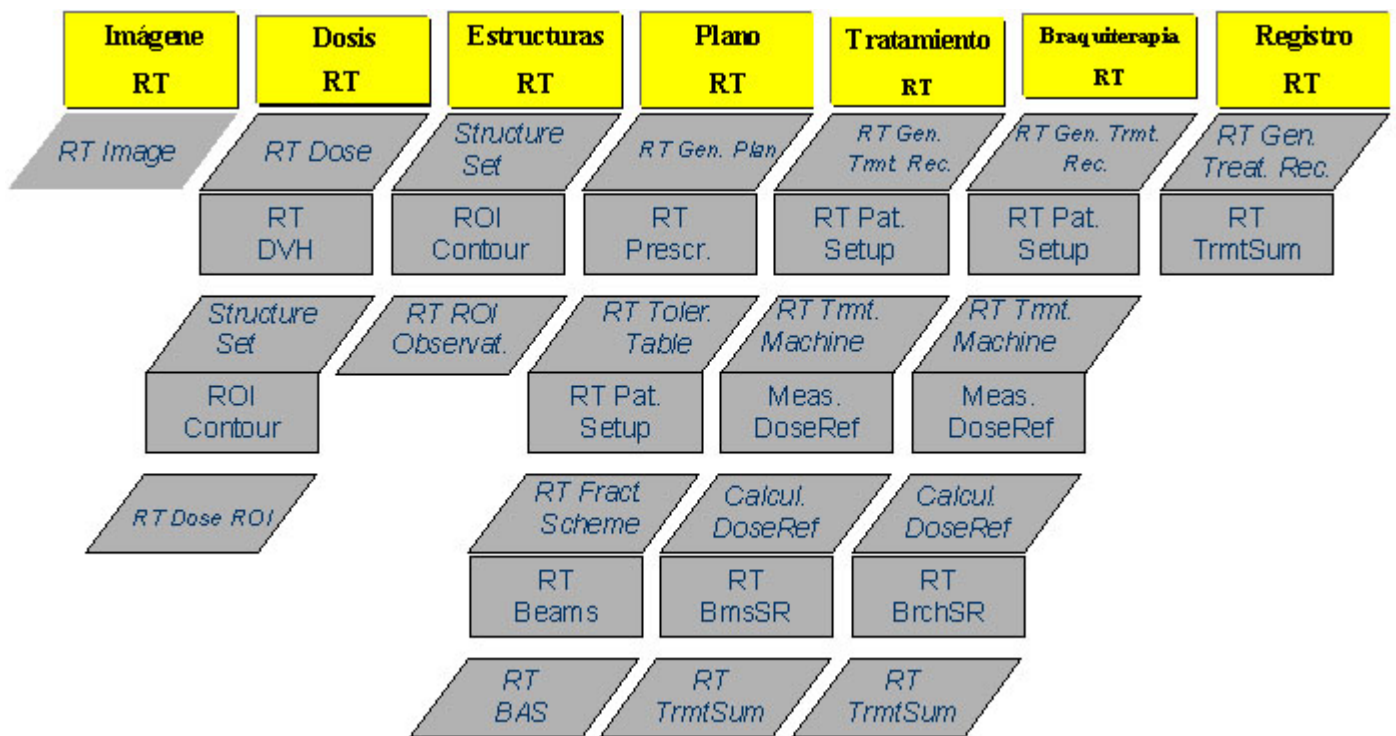 Imágene
RT
Dosis
RT
Estructuras
RT
Plano
RT
Tratamiento
RT
Braquiterapia
RT
Registro
RT
RT Image
RT Dose
Structure
Set
RT Gen. Plan
RT Gen.
Trmt. Rec.
RT Gen. Trmt.
Rec.
RT Gen.
Treat. Rec.
RT
DVH
ROI
Contour
RT
Prescr.
RT Pat.
Setup
RT Pat.
Setup
RT
TrmtSum
Structure
Set
RT ROI
Observat.
RT Toler.
Table
RT Trmt.
Machine
RT Trmt.
Machine
ROI
Contour
RT Pat.
Setup
Meas.
DoseRef
Meas.
DoseRef
RT Dose ROI
RT Fract
Scheme
Calcul.
DoseRef
Calcul.
DoseRef
RT
Beams
RT
BmsSR
RT
BrchSR
RT
BAS
RT
TrmtSum
RT
TrmtSum